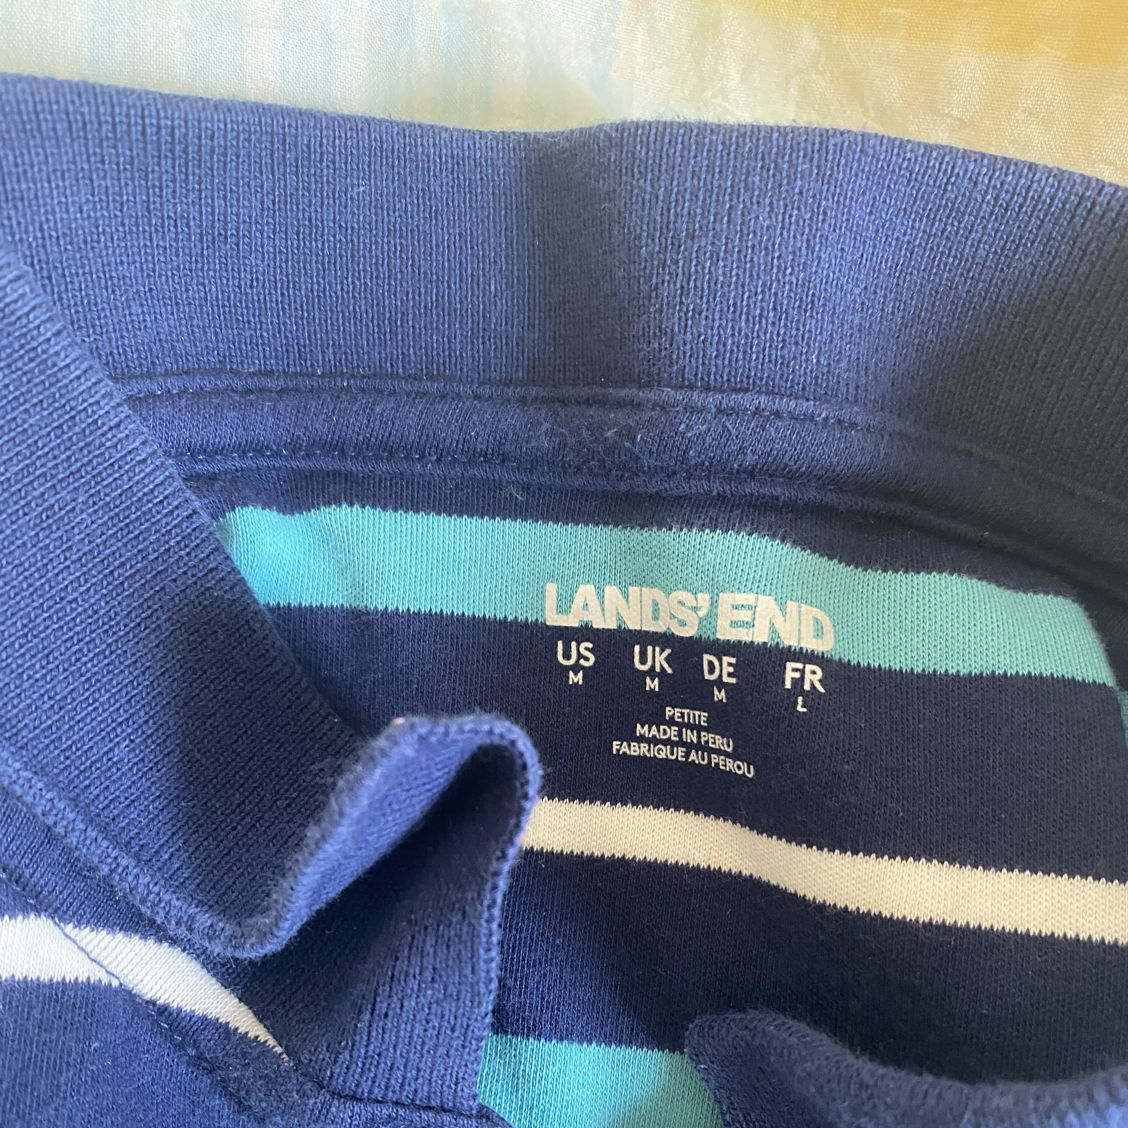 LANDS' END
US UK DE FR
M M M L
PETITE
MADE IN PERU
FABRIQUE AU PEROU